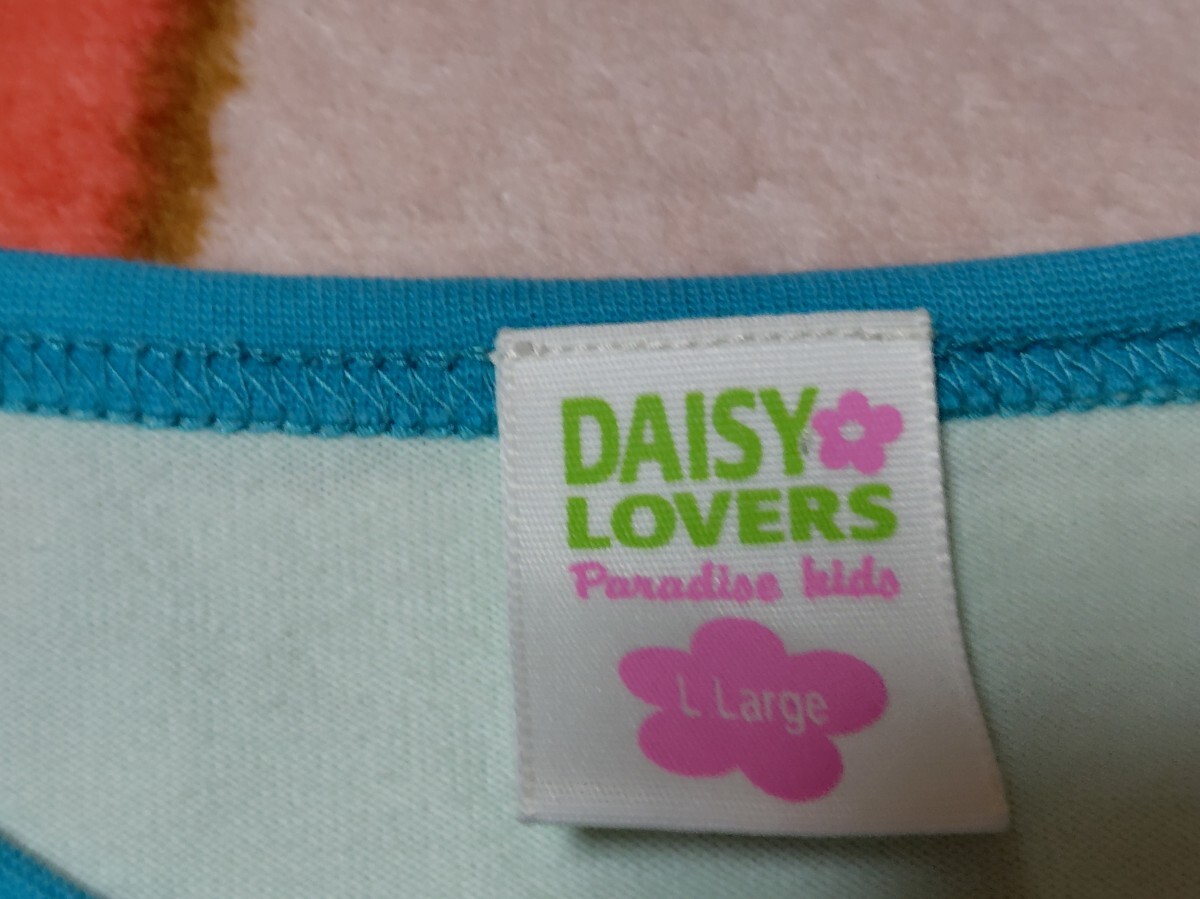 DAISY
LOVERS
Paradise kids
L Large